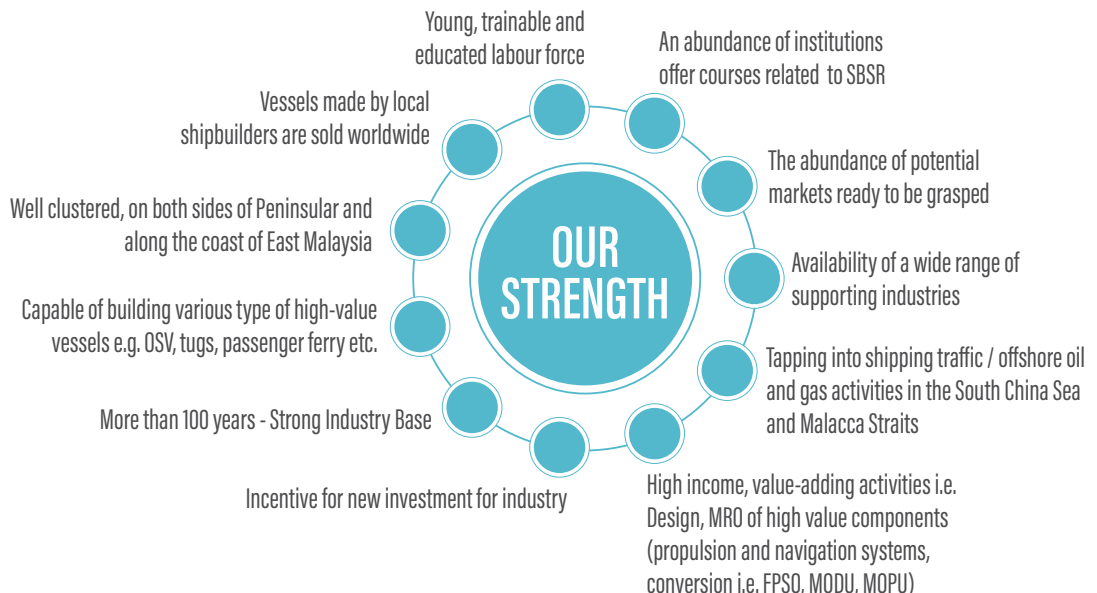 Young, trainable and
educated labour force
An abundance of institutions
offer courses related to SBSR
Vessels made by local
shipbuilders are sold worldwide
The abundance of potential
markets ready to be grasped
Well clustered, on both sides of Peninsular and
along the coast of East Malaysia
OUR
STRENGTH
Availability of a wide range of
supporting industries
Capable of building various type of high-value
vessels e.g. OSV, tugs, passenger ferry etc.
Tapping into shipping traffic / offshore oil
and gas activities in the South China Sea
and Malacca Straits
More than 100 years - Strong Industry Base
Incentive for new investment for industry
High income, value-adding activities i.e.
Design, MRO of high value components
(propulsion and navigation systems,
conversion i.e. FPSO, MODU, MOPU)